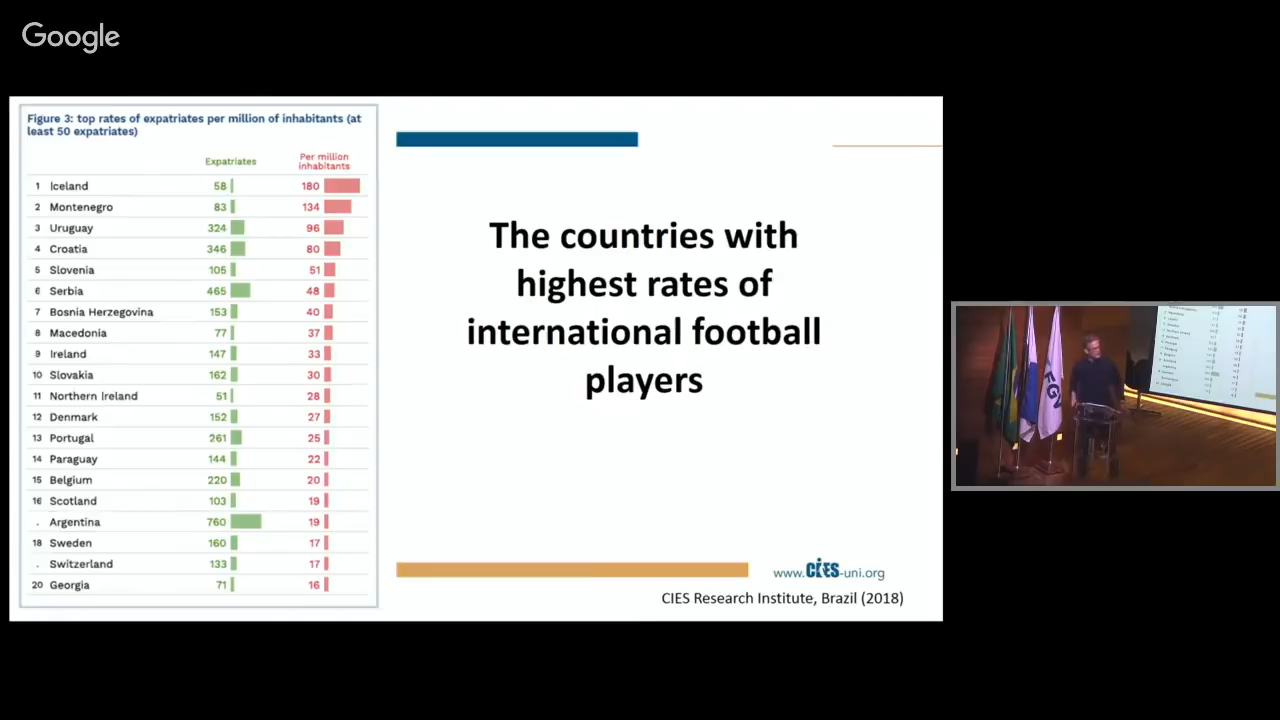 Google
Figure 3: top rates of expatriates per million of inhabitants (at
least 50 expatriates)
Expatriates Per million
inhabitants
1 Iceland 58 180
2 Montenegro 83 134
3 Uruguay 324 96
4 Croatia 346 80
5 Slovenia 105 51
6 Serbia 465 48
7 Bosnia Herzegovina 153 40
8 Macedonia 77 37
9 Ireland 147 33
10 Slovakia 162 30
11 Northern Ireland 51 28
12 Denmark 152 27
13 Portugal 261 25
14 Paraguay 144 22
15 Belgium 220 20
16 Scotland 103 19
. Argentina 760 19
18 Sweden 160 17
. Switzerland 133 17
20 Georgia 71 16
The countries with
highest rates of
international football
players
www.CIES-uni.org
CIES Research Institute, Brazil (2018)
FGV